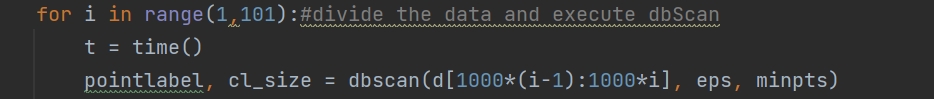 for i in range(1,101):#divide the data and execute dbScan
    t = time()
    pointlabel, cl_size = dbscan(d[1000*(i-1):1000*i], eps, minpts)